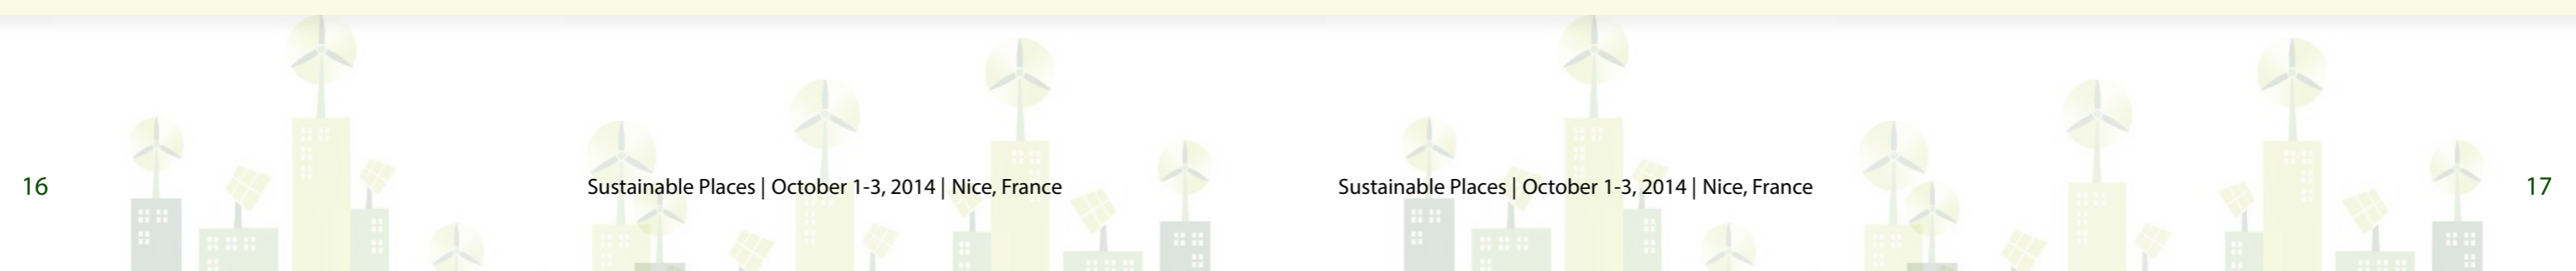 16
Sustainable Places | October 1-3, 2014 | Nice, France
Sustainable Places | October 1-3, 2014 | Nice, France
17